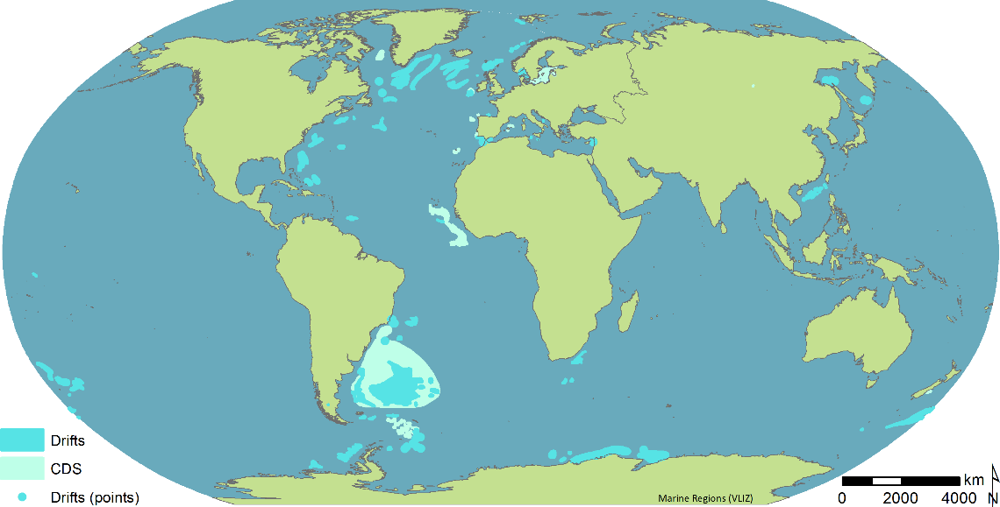 Drifts
CDS
Drifts (points)
Marine Regions (VLIZ)
km
0 2000 4000 N